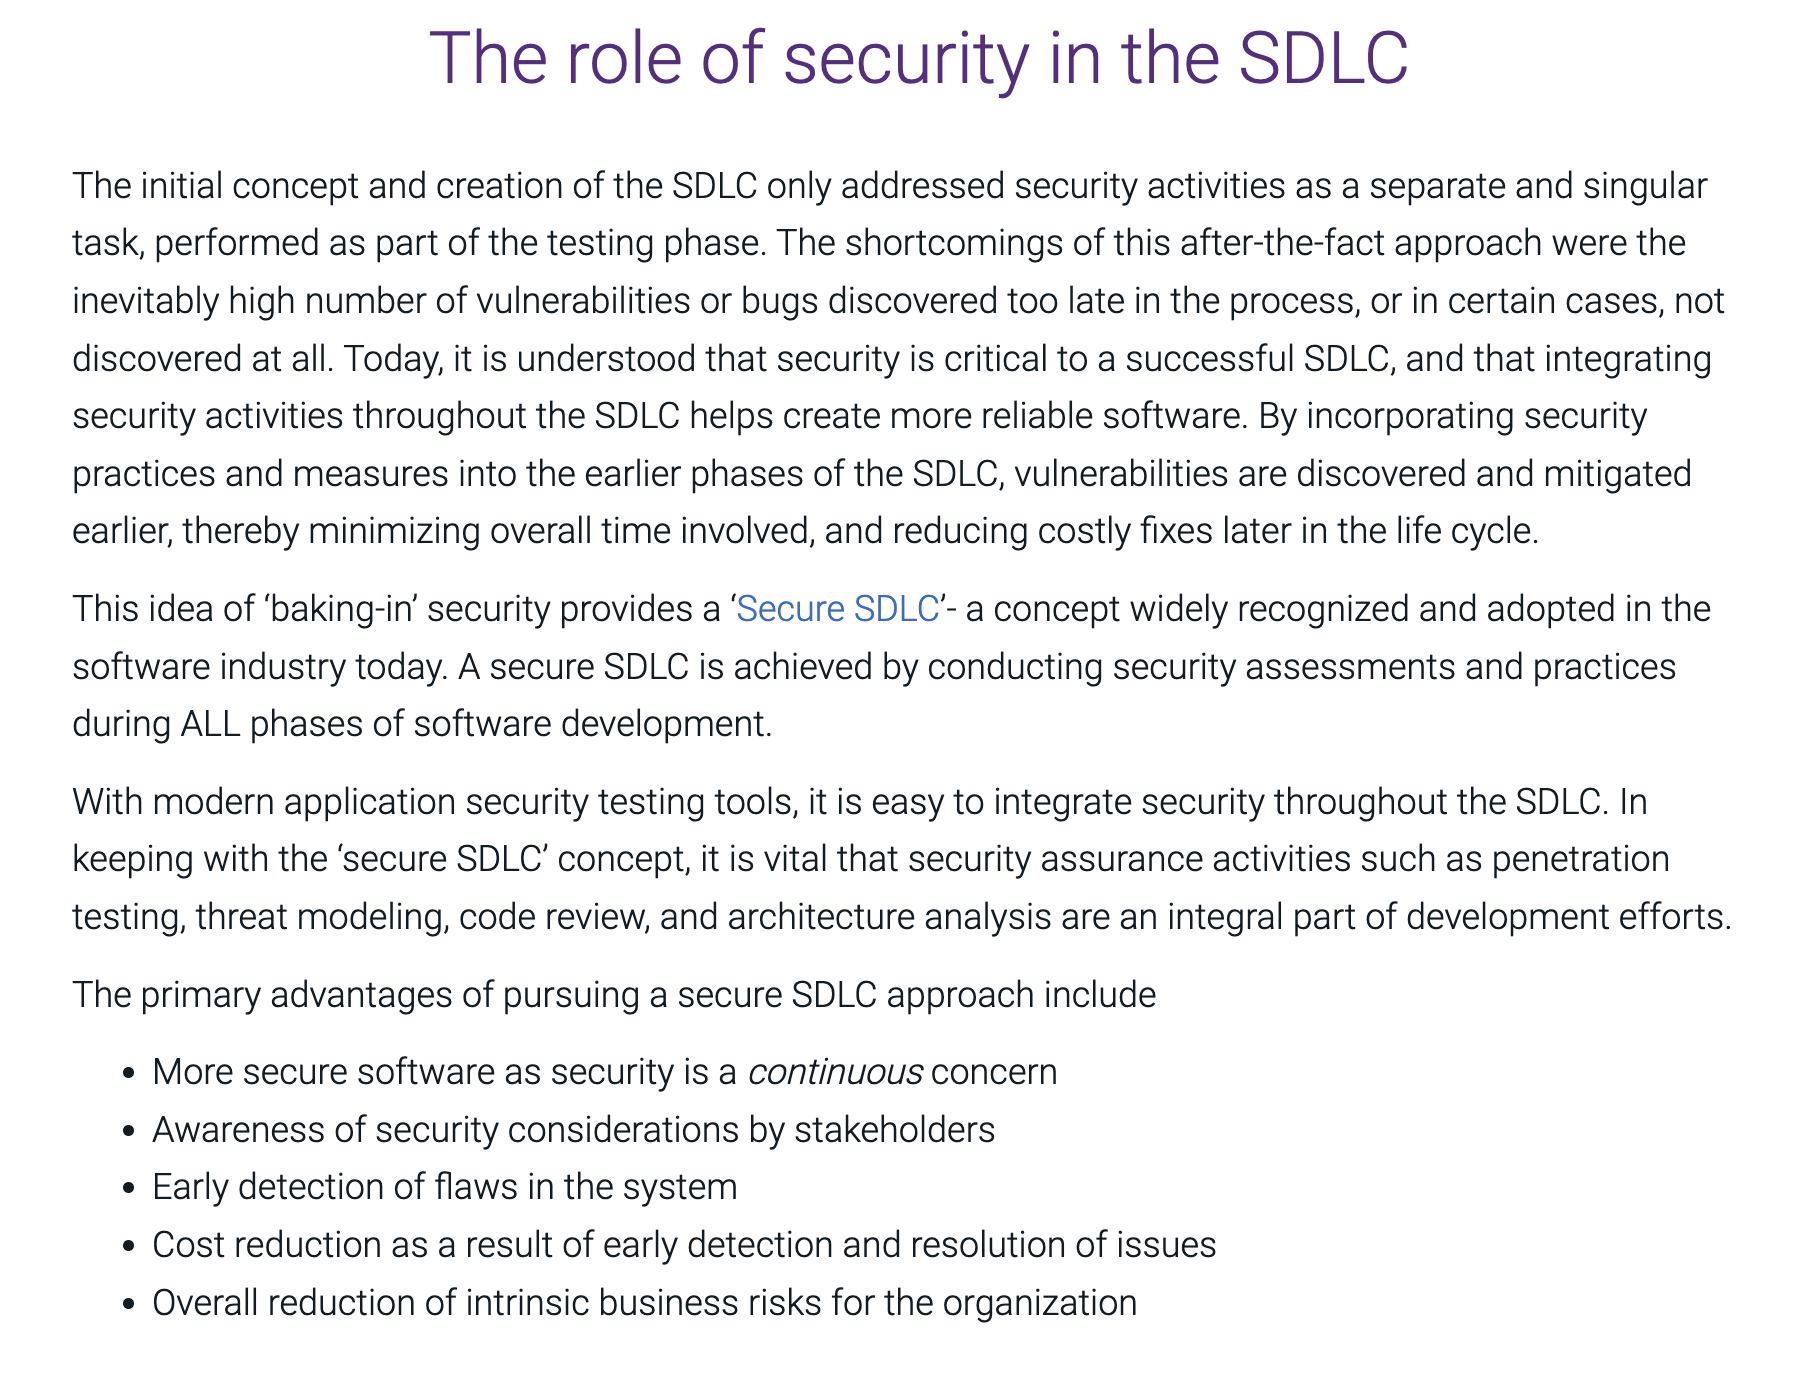 The role of security in the SDLC
The initial concept and creation of the SDLC only addressed security activities as a separate and singular
task, performed as part of the testing phase. The shortcomings of this after-the-fact approach were the
inevitably high number of vulnerabilities or bugs discovered too late in the process, or in certain cases, not
discovered at all. Today, it is understood that security is critical to a successful SDLC, and that integrating
security activities throughout the SDLC helps create more reliable software. By incorporating security
practices and measures into the earlier phases of the SDLC, vulnerabilities are discovered and mitigated
earlier, thereby minimizing overall time involved, and reducing costly fixes later in the life cycle.
This idea of ‘baking-in’ security provides a ‘Secure SDLC’- a concept widely recognized and adopted in the
software industry today. A secure SDLC is achieved by conducting security assessments and practices
during ALL phases of software development.
With modern application security testing tools, it is easy to integrate security throughout the SDLC. In
keeping with the ‘secure SDLC’ concept, it is vital that security assurance activities such as penetration
testing, threat modeling, code review, and architecture analysis are an integral part of development efforts.
The primary advantages of pursuing a secure SDLC approach include
• More secure software as security is a continuous concern
• Awareness of security considerations by stakeholders
• Early detection of flaws in the system
• Cost reduction as a result of early detection and resolution of issues
• Overall reduction of intrinsic business risks for the organization